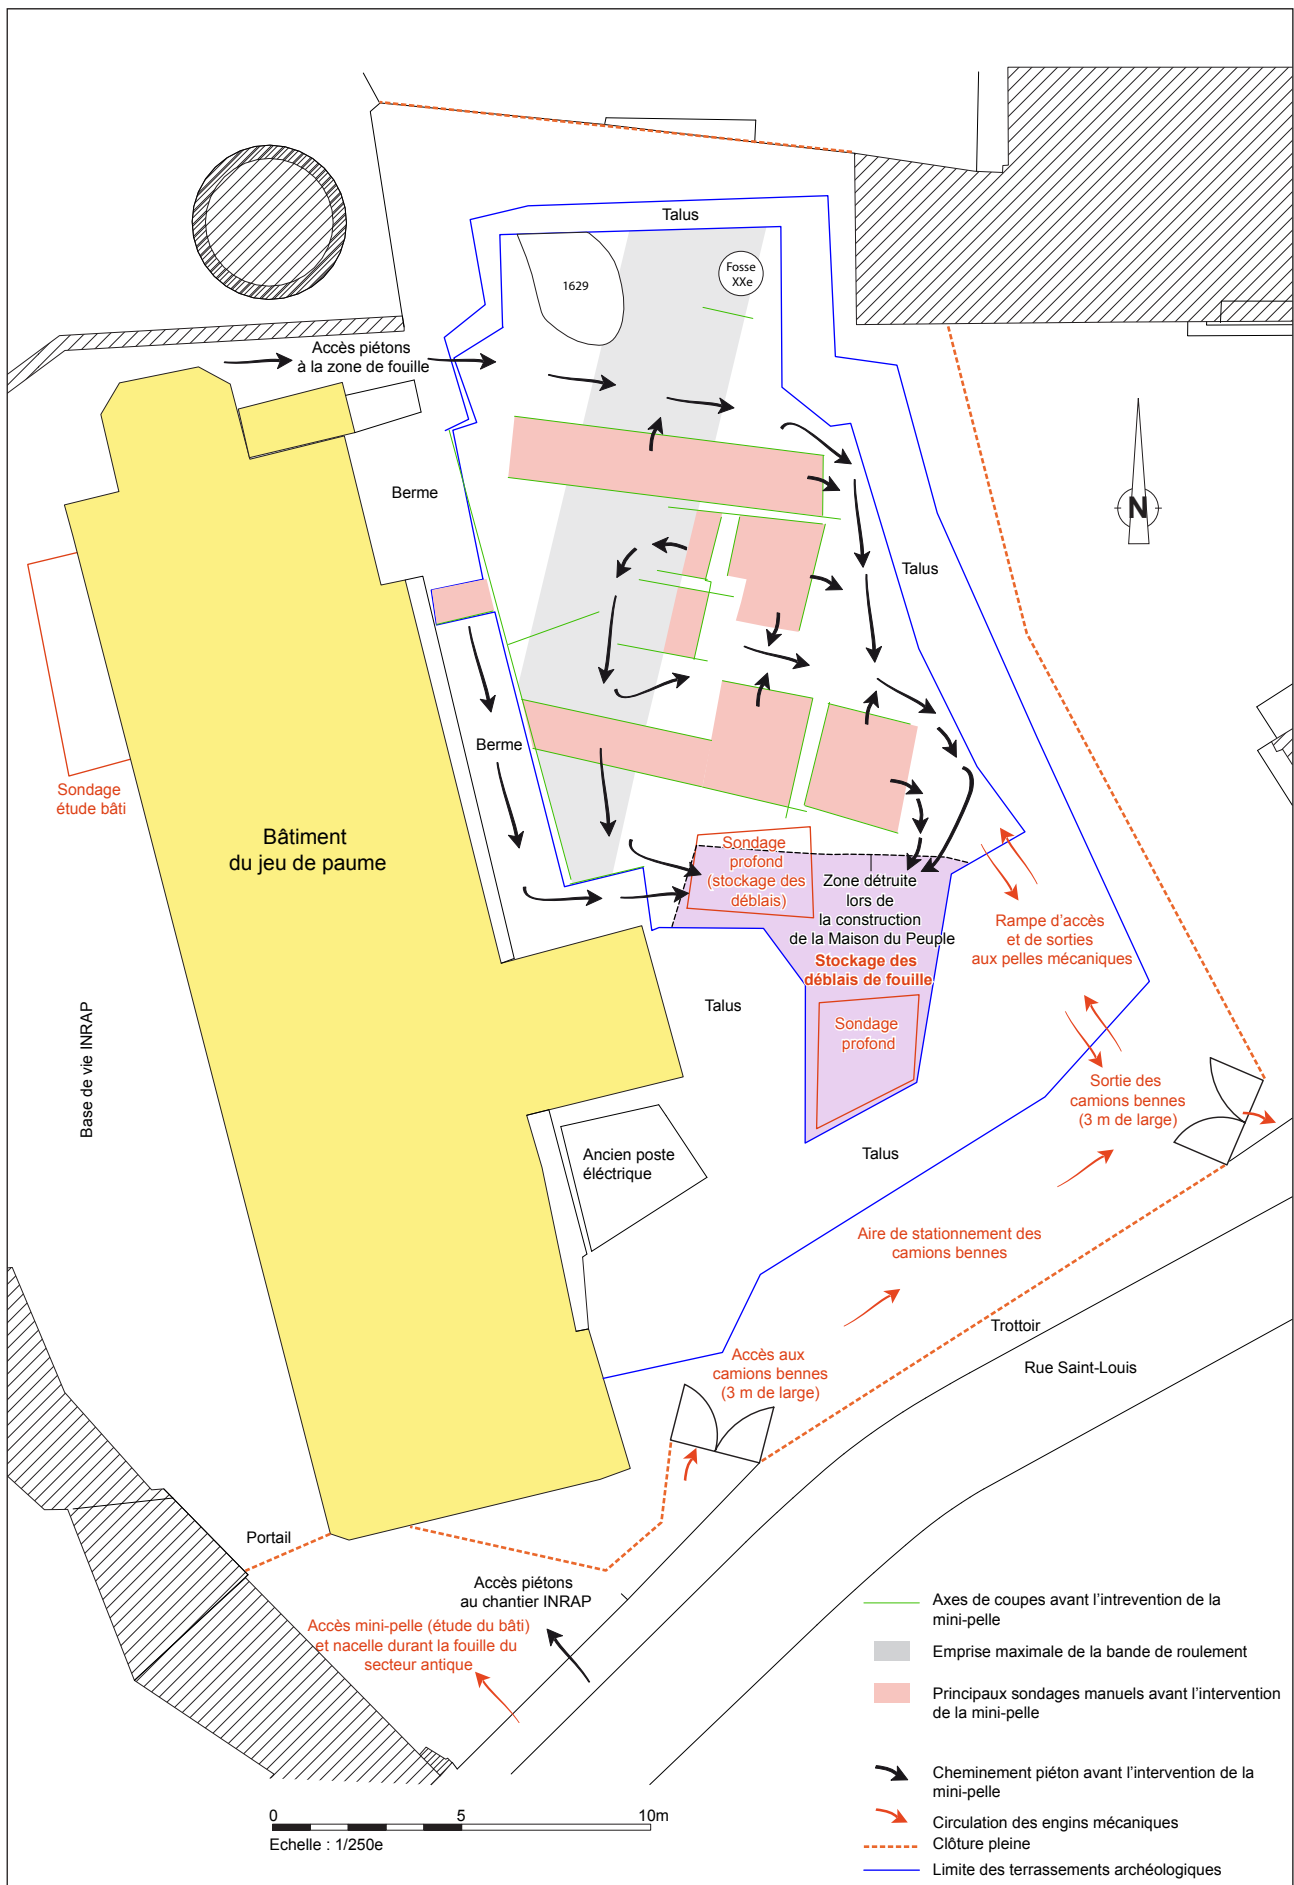 Talus
Fosse
XXe
1629
Accès piétons
à la zone de fouille
Berme
N
Talus
Berme
Sondage
étude bâti
Bâtiment
du jeu de paume
Sondage
profond
(stockage des
déblais)
Zone détruite
lors de
la construction
de la Maison du Peuple
Stockage des
déblais de fouille
Rampe d'accès
et de sorties
aux pelles mécaniques
Talus
Sondage
profond
Base de vie INRAP
Sortie des
camions bennes
(3 m de large)
Ancien poste
éléctrique
Talus
Aire de stationnement des
camions bennes
Trottoir
Rue Saint-Louis
Accès aux
camions bennes
(3 m de large)
Portail
Accès piétons
au chantier INRAP
Accès mini-pelle (étude du bâti)
et nacelle durant la fouille du
secteur antique
Axes de coupes avant l'intrevention de la
mini-pelle
Emprise maximale de la bande de roulement
Principaux sondages manuels avant l'intervention
de la mini-pelle
Cheminement piéton avant l'intervention de la
mini-pelle
Circulation des engins mécaniques
Clôture pleine
Limite des terrassements archéologiques
0 5 10m
Echelle : 1/250e